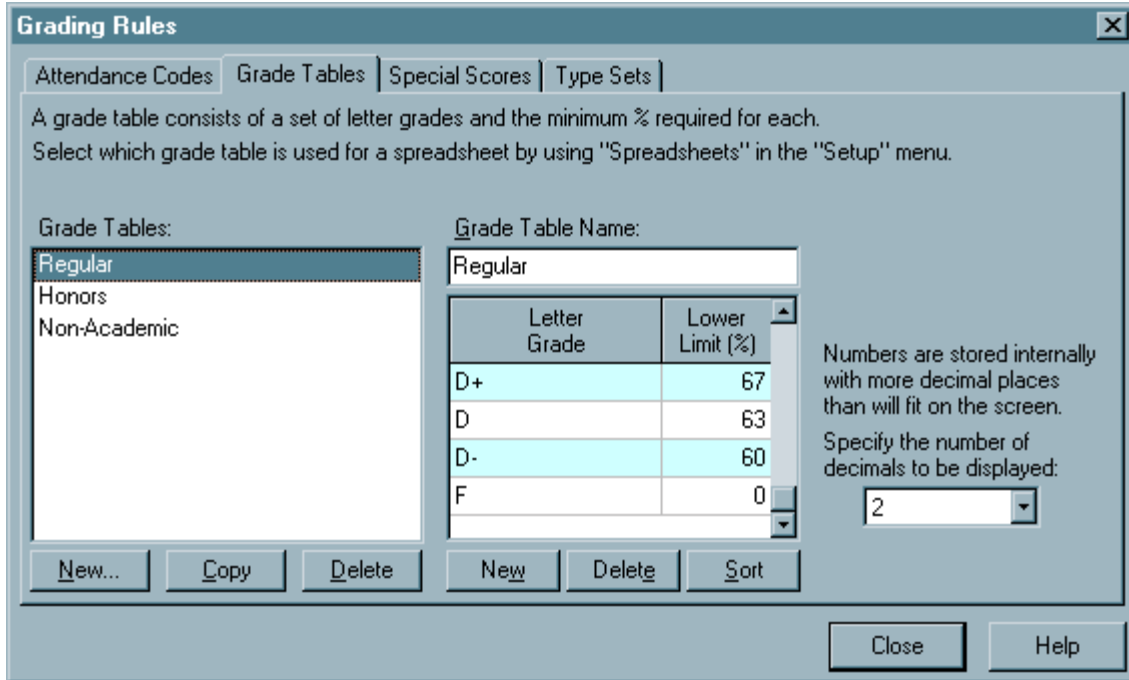 Grading Rules
Attendance Codes Grade Tables Special Scores Type Sets
A grade table consists of a set of letter grades and the minimum % required for each.
Select which grade table is used for a spreadsheet by using "Spreadsheets" in the "Setup" menu.
Grade Tables:
Regular
Honors
Non-Academic
New... Copy Delete
Grade Table Name:
Regular
Letter Grade Lower Limit (%)
D+ 67
D 63
D- 60
F 0
New Delete Sort
Numbers are stored internally
with more decimal places
than will fit on the screen.
Specify the number of
decimals to be displayed:
2
Close Help